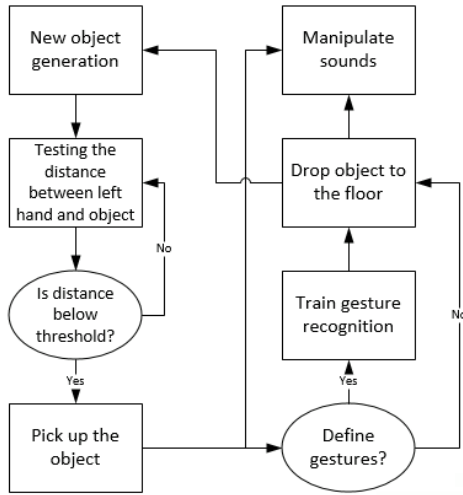 New object
generation
Manipulate
sounds
Testing the
distance
between left
hand and object
Drop object to
the floor
No
Is distance
below
threshold?
Train gesture
recognition
No
Yes
Yes
Pick up the
object
Define
gestures?